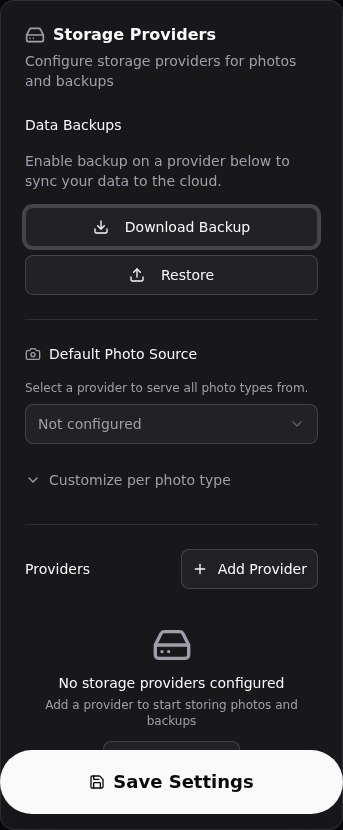 Storage Providers
Configure storage providers for photos
and backups
Data Backups
Enable backup on a provider below to
sync your data to the cloud.
Download Backup
Restore
Default Photo Source
Select a provider to serve all photo types from.
Not configured
Customize per photo type
Providers
Add Provider
No storage providers configured
Add a provider to start storing photos and
backups
Save Settings